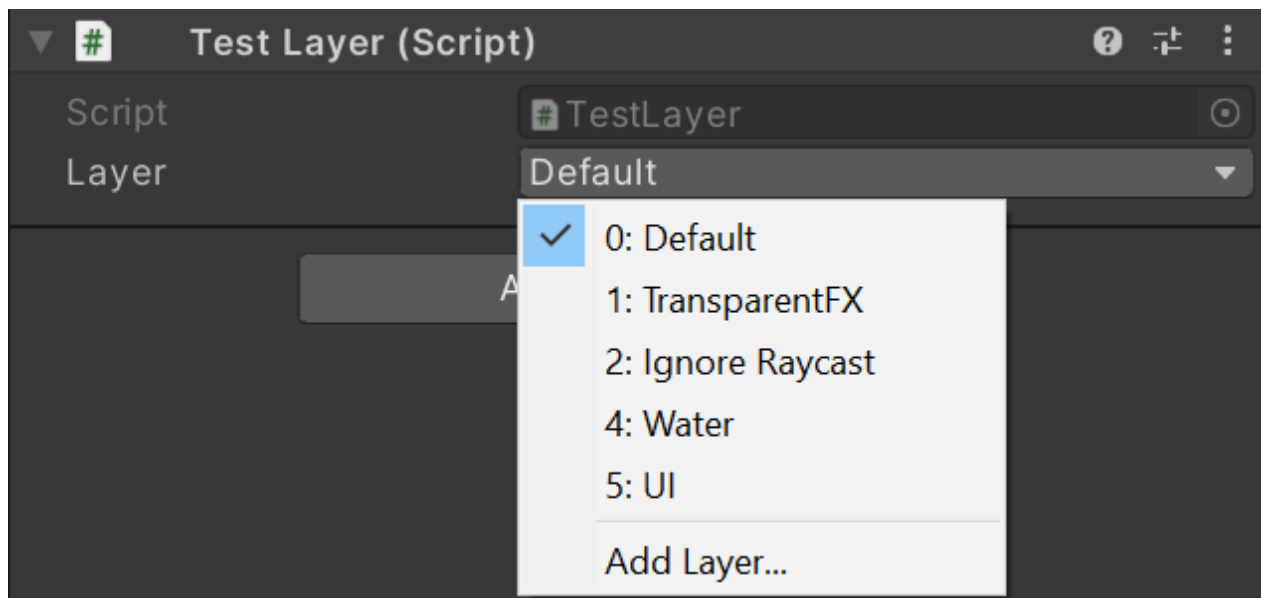 # Test Layer (Script)
Script # TestLayer
Layer Default
0: Default
A
1: TransparentFX
2: Ignore Raycast
4: Water
5: UI
Add Layer...